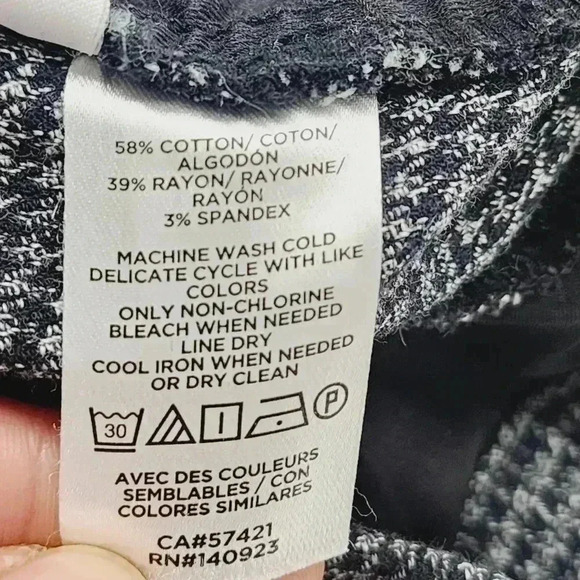 58% COTTON/ COTON/
ALGODÓN
39% RAYON/ RAYONNE/
RAYÓN
3% SPANDEX
MACHINE WASH COLD
DELICATE CYCLE WITH LIKE
COLORS
ONLY NON-CHLORINE
BLEACH WHEN NEEDED
LINE DRY
COOL IRON WHEN NEEDED
OR DRY CLEAN
30 P
AVEC DES COULEURS
SEMBLABLES / CON
COLORES SIMILARES
CA#57421
RN#140923